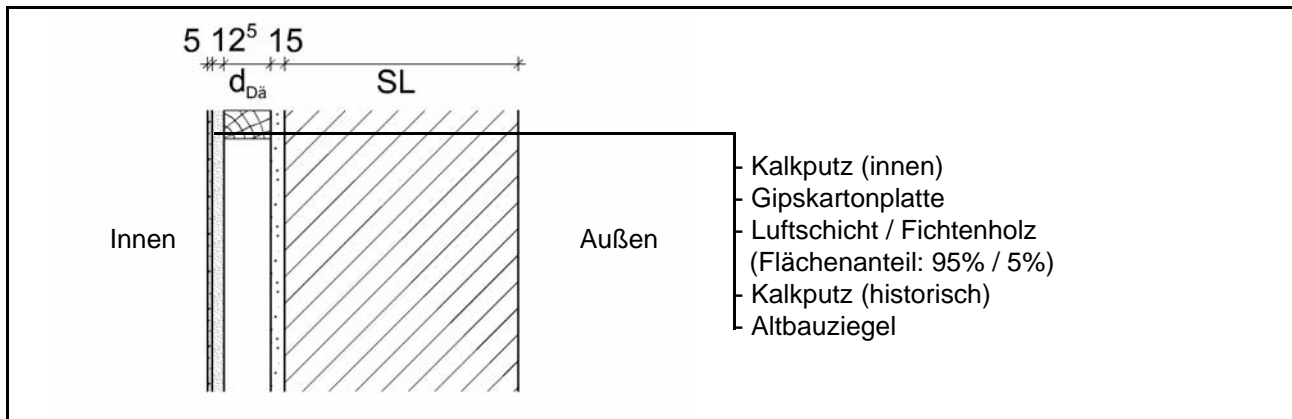 5 12⁵ 15
d_Dä SL
Innen
Außen
- Kalkputz (innen)
- Gipskartonplatte
- Luftschicht / Fichtenholz
(Flächenanteil: 95% / 5%)
- Kalkputz (historisch)
- Altbauziegel